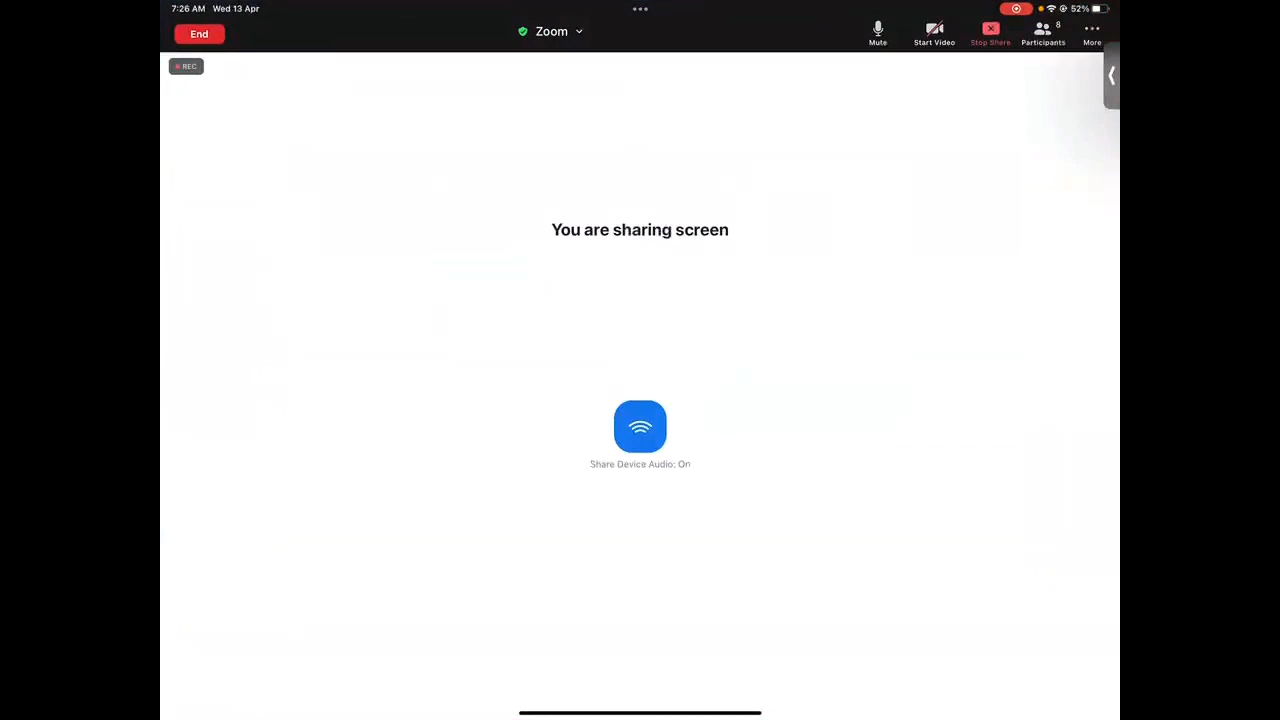 7:26 AM Wed 13 Apr
52%
End
Zoom
Mute
Start Video
Stop Share
8
Participants
More
REC
You are sharing screen
Share Device Audio: On